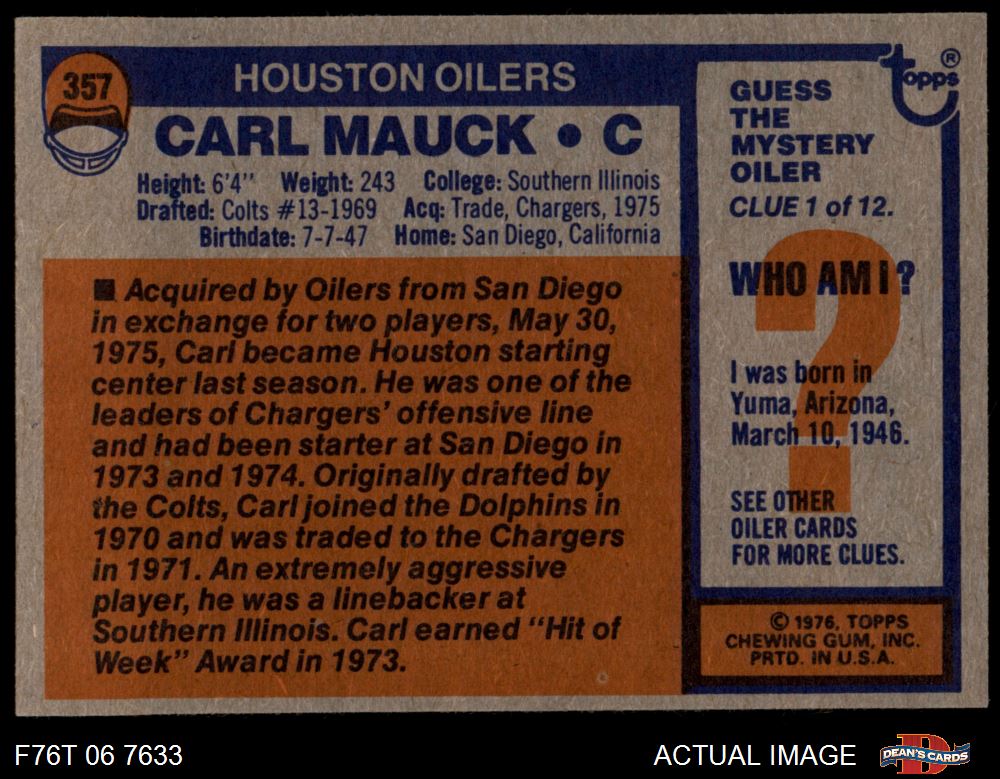 357
HOUSTON OILERS
CARL MAUCK • C
Height: 6'4" Weight: 243 College: Southern Illinois
Drafted: Colts #13-1969 Acq: Trade, Chargers, 1975
Birthdate: 7-7-47 Home: San Diego, California
■ Acquired by Oilers from San Diego
in exchange for two players, May 30,
1975, Carl became Houston starting
center last season. He was one of the
leaders of Chargers' offensive line
and had been starter at San Diego in
1973 and 1974. Originally drafted by
the Colts, Carl joined the Dolphins in
1970 and was traded to the Chargers
in 1971. An extremely aggressive
player, he was a linebacker at
Southern Illinois. Carl earned "Hit of
Week" Award in 1973.
topps®
GUESS
THE
MYSTERY
OILER
CLUE 1 of 12.
WHO AM I?
?
I was born in
Yuma, Arizona,
March 10, 1946.
SEE OTHER
OILER CARDS
FOR MORE CLUES.
© 1976, TOPPS
CHEWING GUM, INC.
PRTD. IN U.S.A.
F76T 06 7633
ACTUAL IMAGE
DEAN'S CARDS